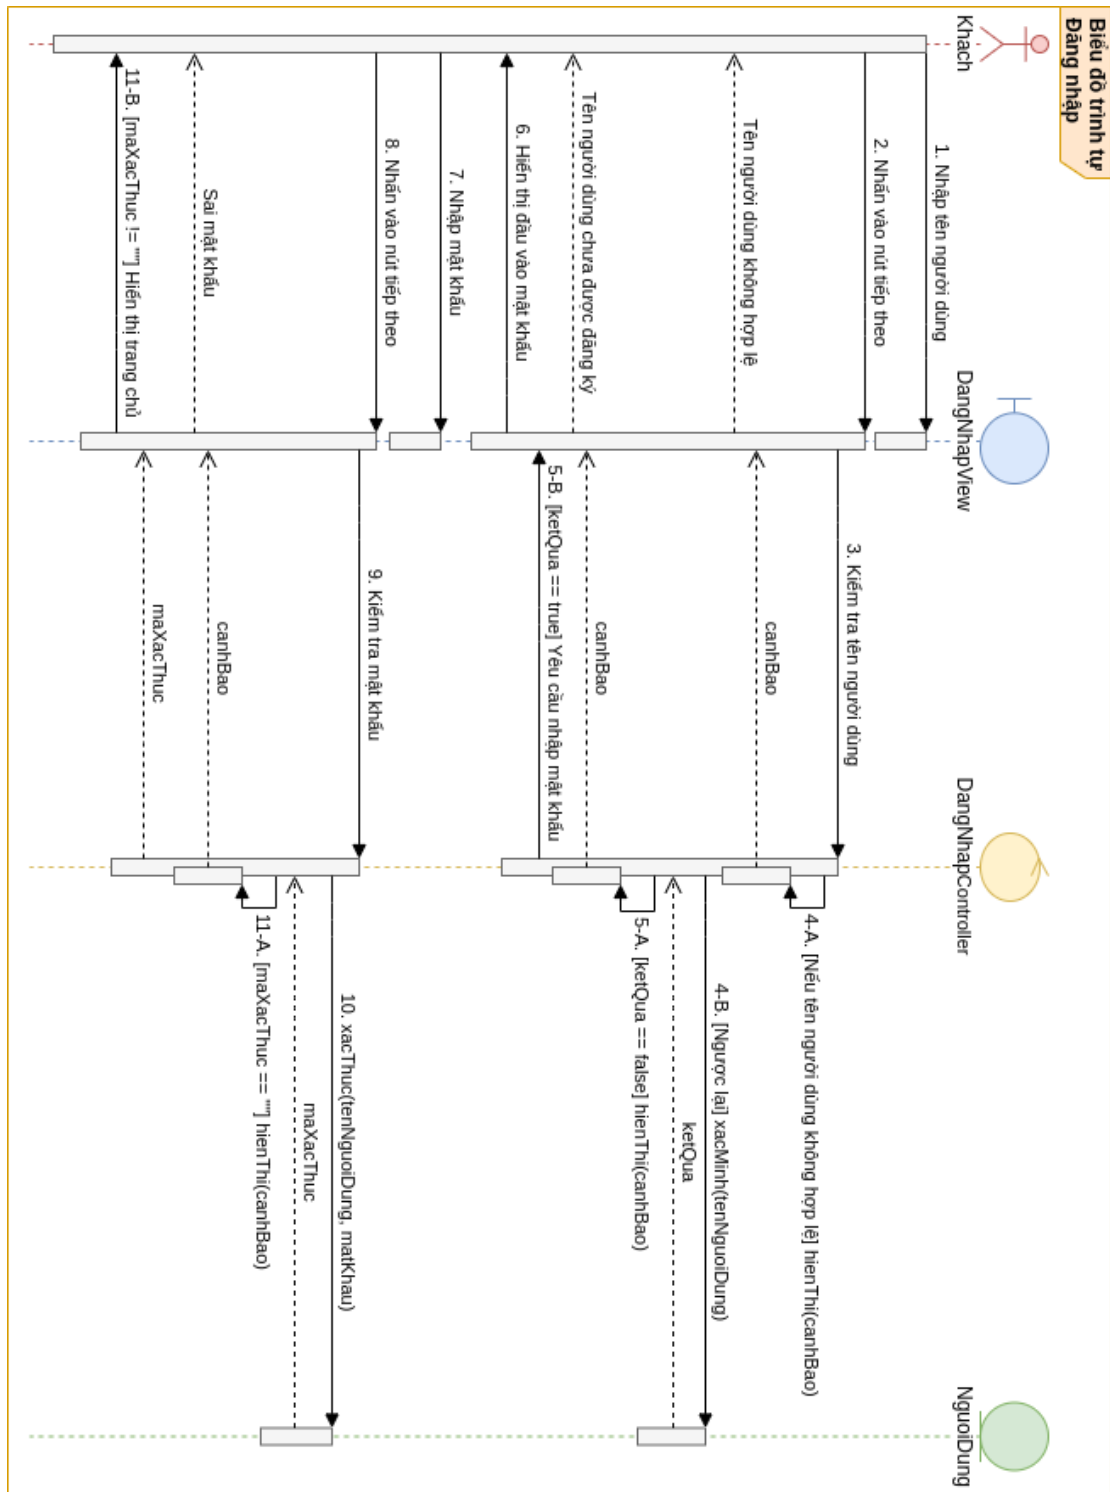 Biểu đồ trình tự
Đăng nhập
Khach
DangNhapView
DangNhapController
NguoiDung
1. Nhập tên người dùng
2. Nhấn vào nút tiếp theo
3. Kiểm tra tên người dùng
4-A. [Nếu tên người dùng không hợp lệ] hienThi(canhBao)
canhBao
Tên người dùng không hợp lệ
4-B. [Ngược lại] xacMinh(tenNguoiDung)
ketQua
5-A. [ketQua == false] hienThi(canhBao)
canhBao
Tên người dùng chưa được đăng ký
5-B. [ketQua == true] Yêu cầu nhập mật khẩu
6. Hiển thị đầu vào mật khẩu
7. Nhập mật khẩu
8. Nhấn vào nút tiếp theo
9. Kiểm tra mật khẩu
10. xacThuc(tenNguoiDung, matKhau)
maXacThuc
11-A. [maXacThuc == ""] hienThi(canhBao)
canhBao
Sai mật khẩu
maXacThuc
11-B. [maXacThuc != ""] Hiển thị trang chủ